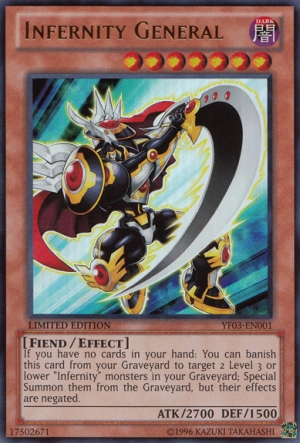 INFERNITY GENERAL
DARK
闇
LIMITED EDITION
YF03-EN001
[FIEND / EFFECT]
If you have no cards in your hand: You can banish
this card from your Graveyard to target 2 Level 3 or
lower "Infernity" monsters in your Graveyard; Special
Summon them from the Graveyard, but their effects
are negated.
ATK/2700 DEF/1500
17502671
©1996 KAZUKI TAKAHASHI